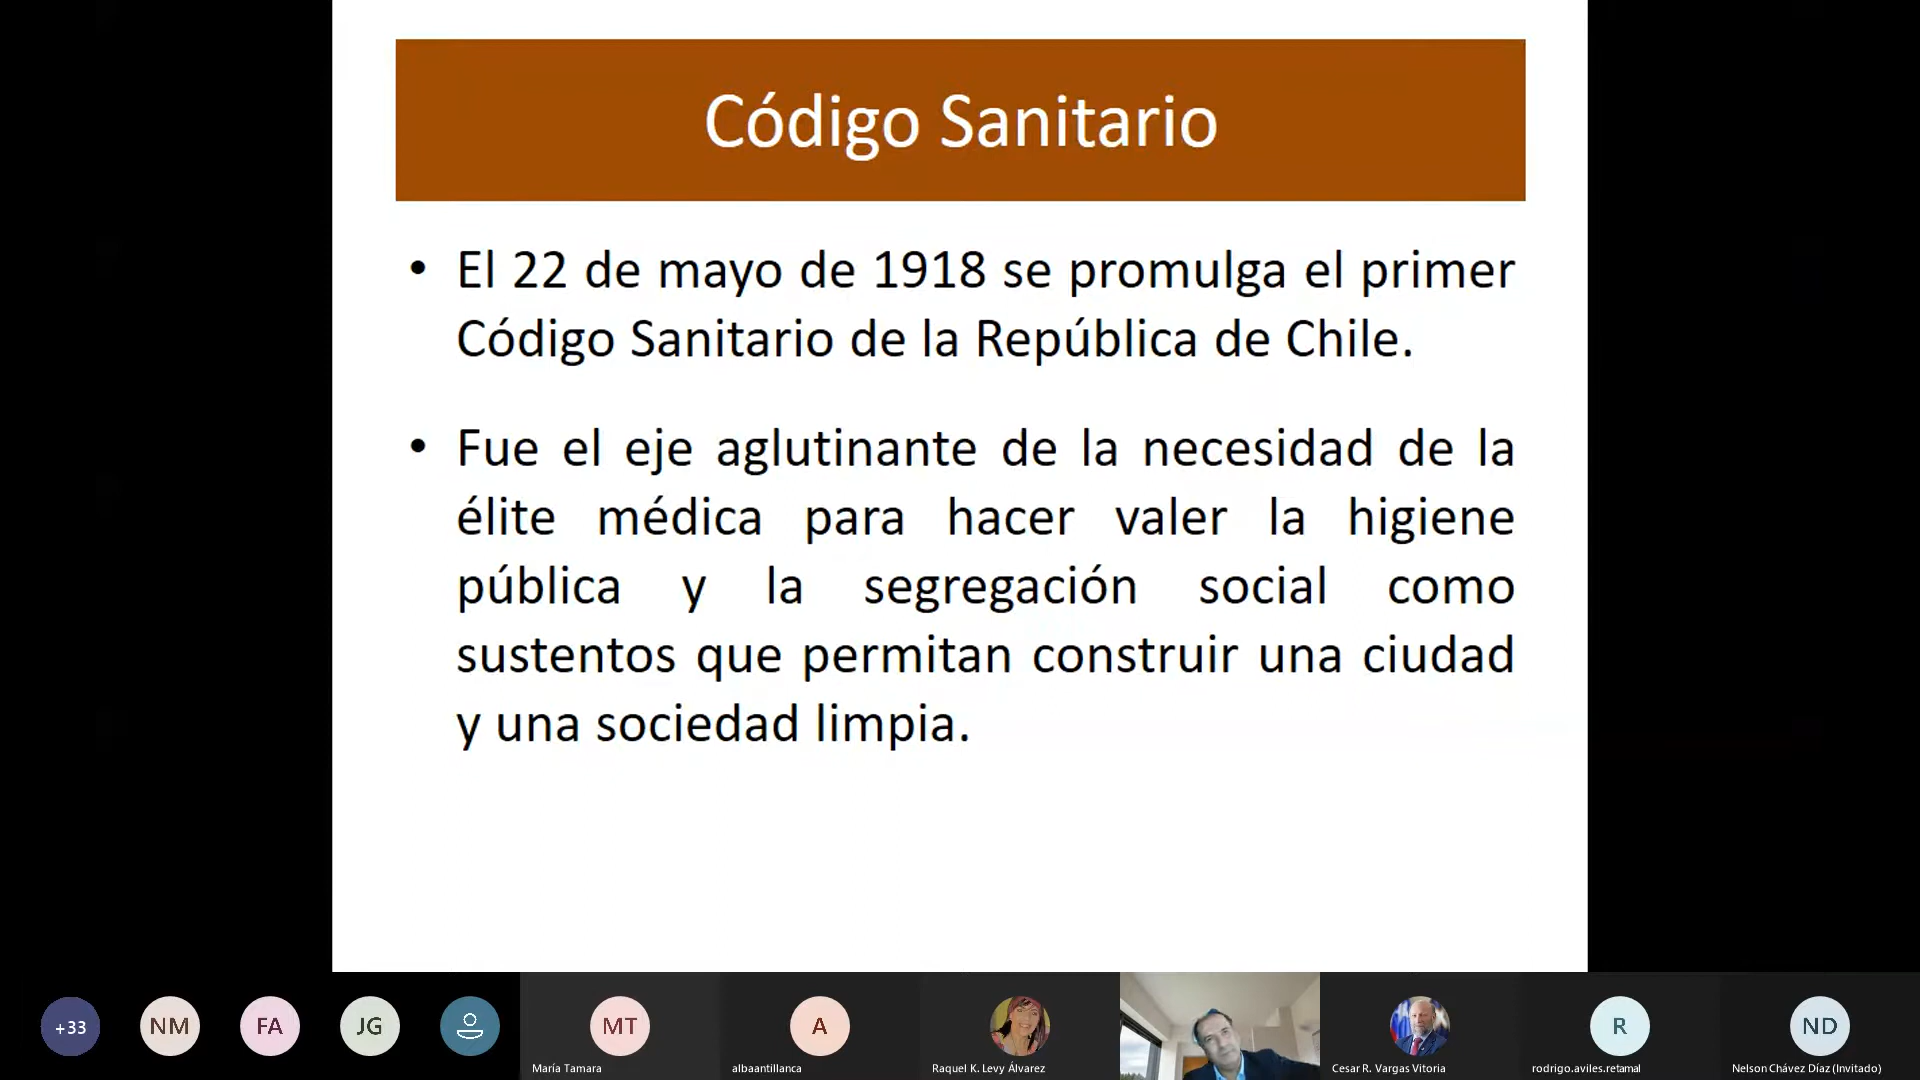 Código Sanitario
• El 22 de mayo de 1918 se promulga el primer
Código Sanitario de la República de Chile.
• Fue el eje aglutinante de la necesidad de la
élite médica para hacer valer la higiene
pública y la segregación social como
sustentos que permitan construir una ciudad
y una sociedad limpia.
+33 NM FA JG MT A R ND
María Tamara albaantillanca Raquel K. Levy Álvarez Cesar R. Vargas Vitoria rodrigo.aviles.retamal Nelson Chávez Díaz (Invitado)